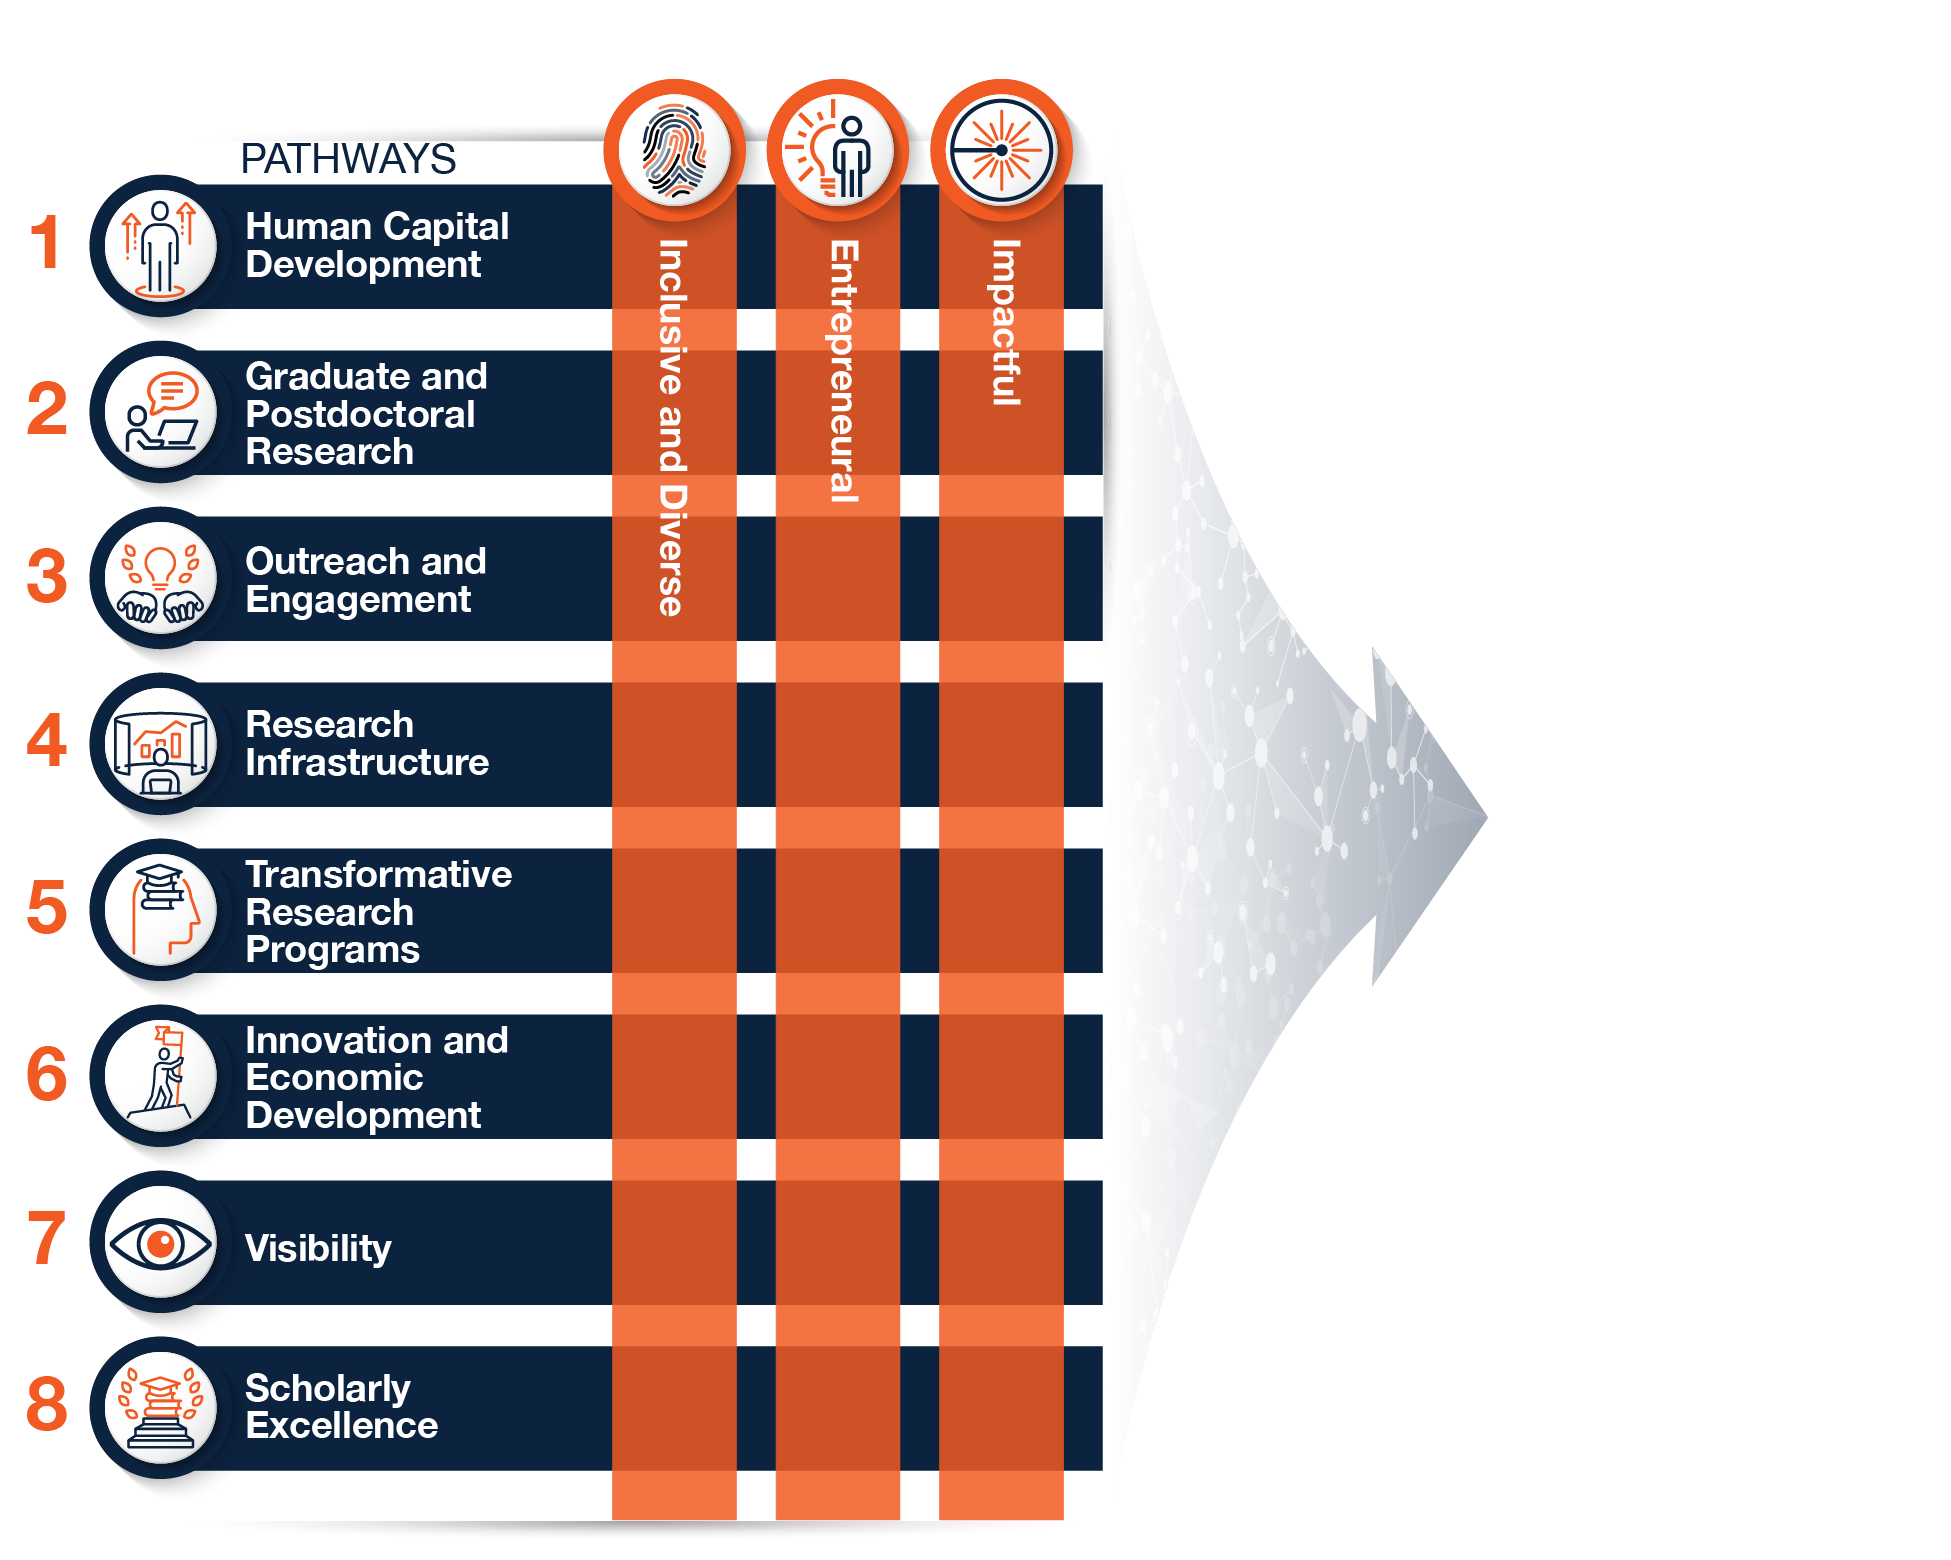 PATHWAYS
1
Human Capital
Development
2
Graduate and
Postdoctoral
Research
3
Outreach and
Engagement
4
Research
Infrastructure
5
Transformative
Research
Programs
6
Innovation and
Economic
Development
7
Visibility
8
Scholarly
Excellence
Inclusive and Diverse
Entrepreneural
Impactful